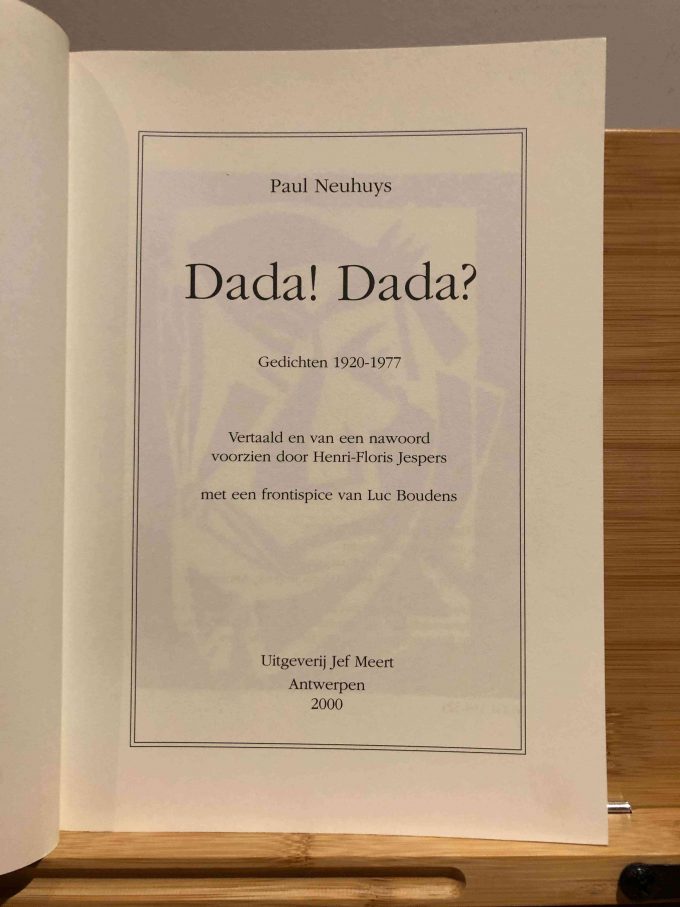 Paul Neuhuys
Dada! Dada?
Gedichten 1920-1977
Vertaald en van een nawoord
voorzien door Henri-Floris Jespers
met een frontispice van Luc Boudens
Uitgeverij Jef Meert
Antwerpen
2000